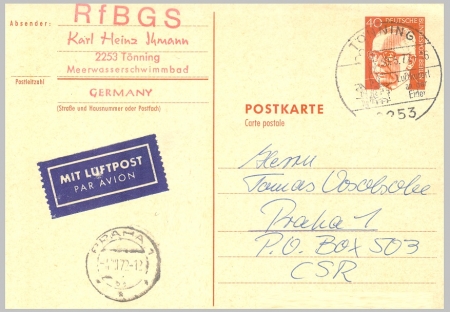 Absender:
RfBGS
Karl Heinz Ihmann
2253 Tönning
Meerwasserschwimmbad
Postleitzahl
GERMANY
(Straße und Hausnummer oder Postfach)
MIT LUFTPOST
PAR AVION
PRAHA
40
DEUTSCHE
TÖNNING
2253
POSTKARTE
Carte postale
Herrn
Tomas Vosolsobe
Praha 1
P.O. Box 503
CSR